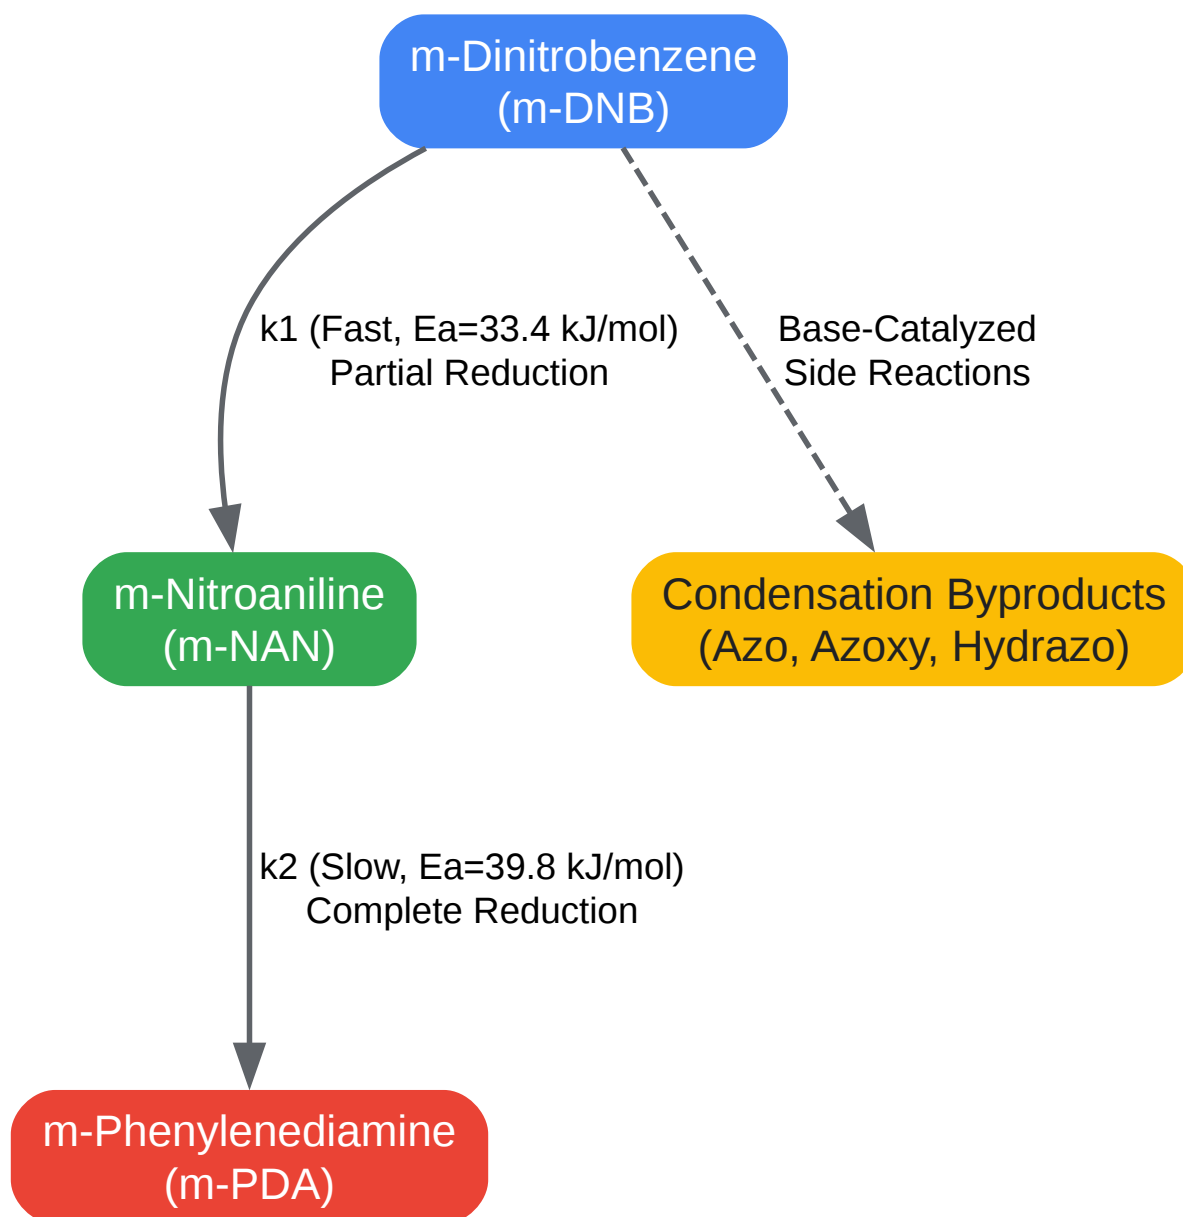 m-Dinitrobenzene
(m-DNB)
k1 (Fast, Ea=33.4 kJ/mol)
Partial Reduction
Base-Catalyzed
Side Reactions
m-Nitroaniline
(m-NAN)
Condensation Byproducts
(Azo, Azoxy, Hydrazo)
k2 (Slow, Ea=39.8 kJ/mol)
Complete Reduction
m-Phenylenediamine
(m-PDA)